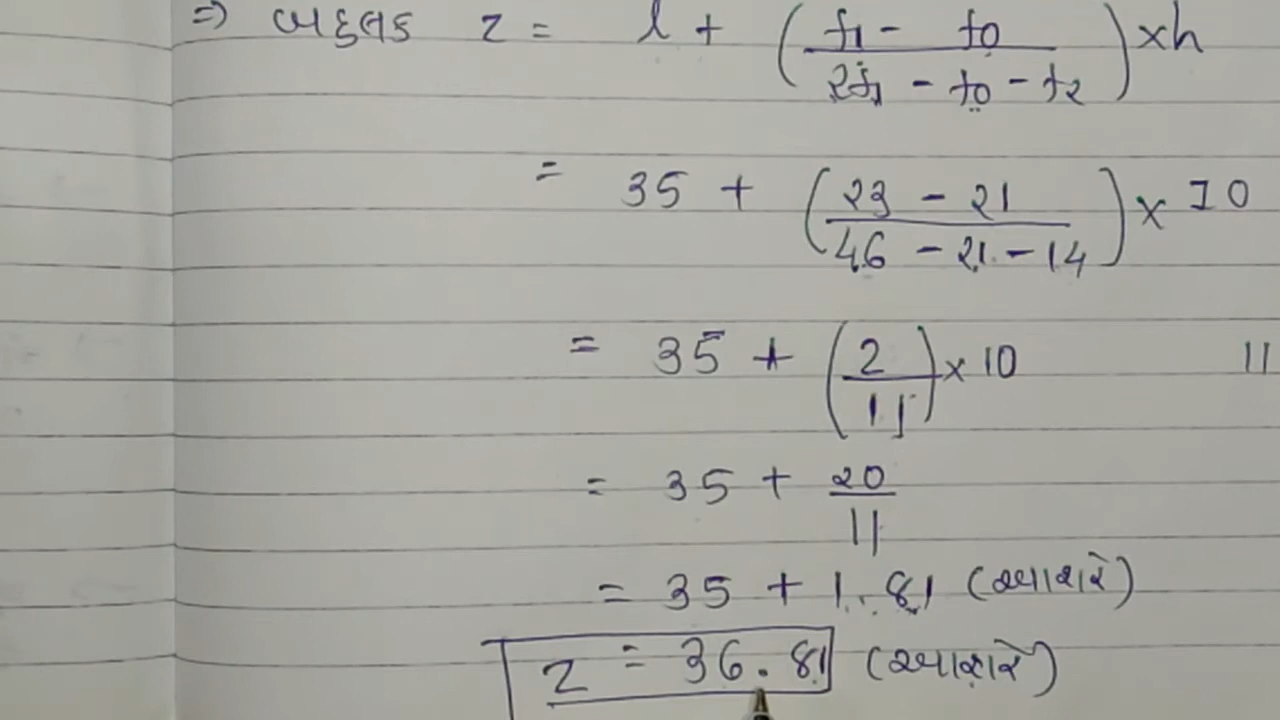 ⇒ બહુલક Z = l + (f1 - f0 / 2f1 - f0 - f2) × h
= 35 + (23 - 21 / 46 - 21 - 14) × 10
= 35 + (2 / 11) × 10 11
= 35 + 20 / 11
= 35 + 1.81 (આશરે)
Z = 36.81 (આશરે)